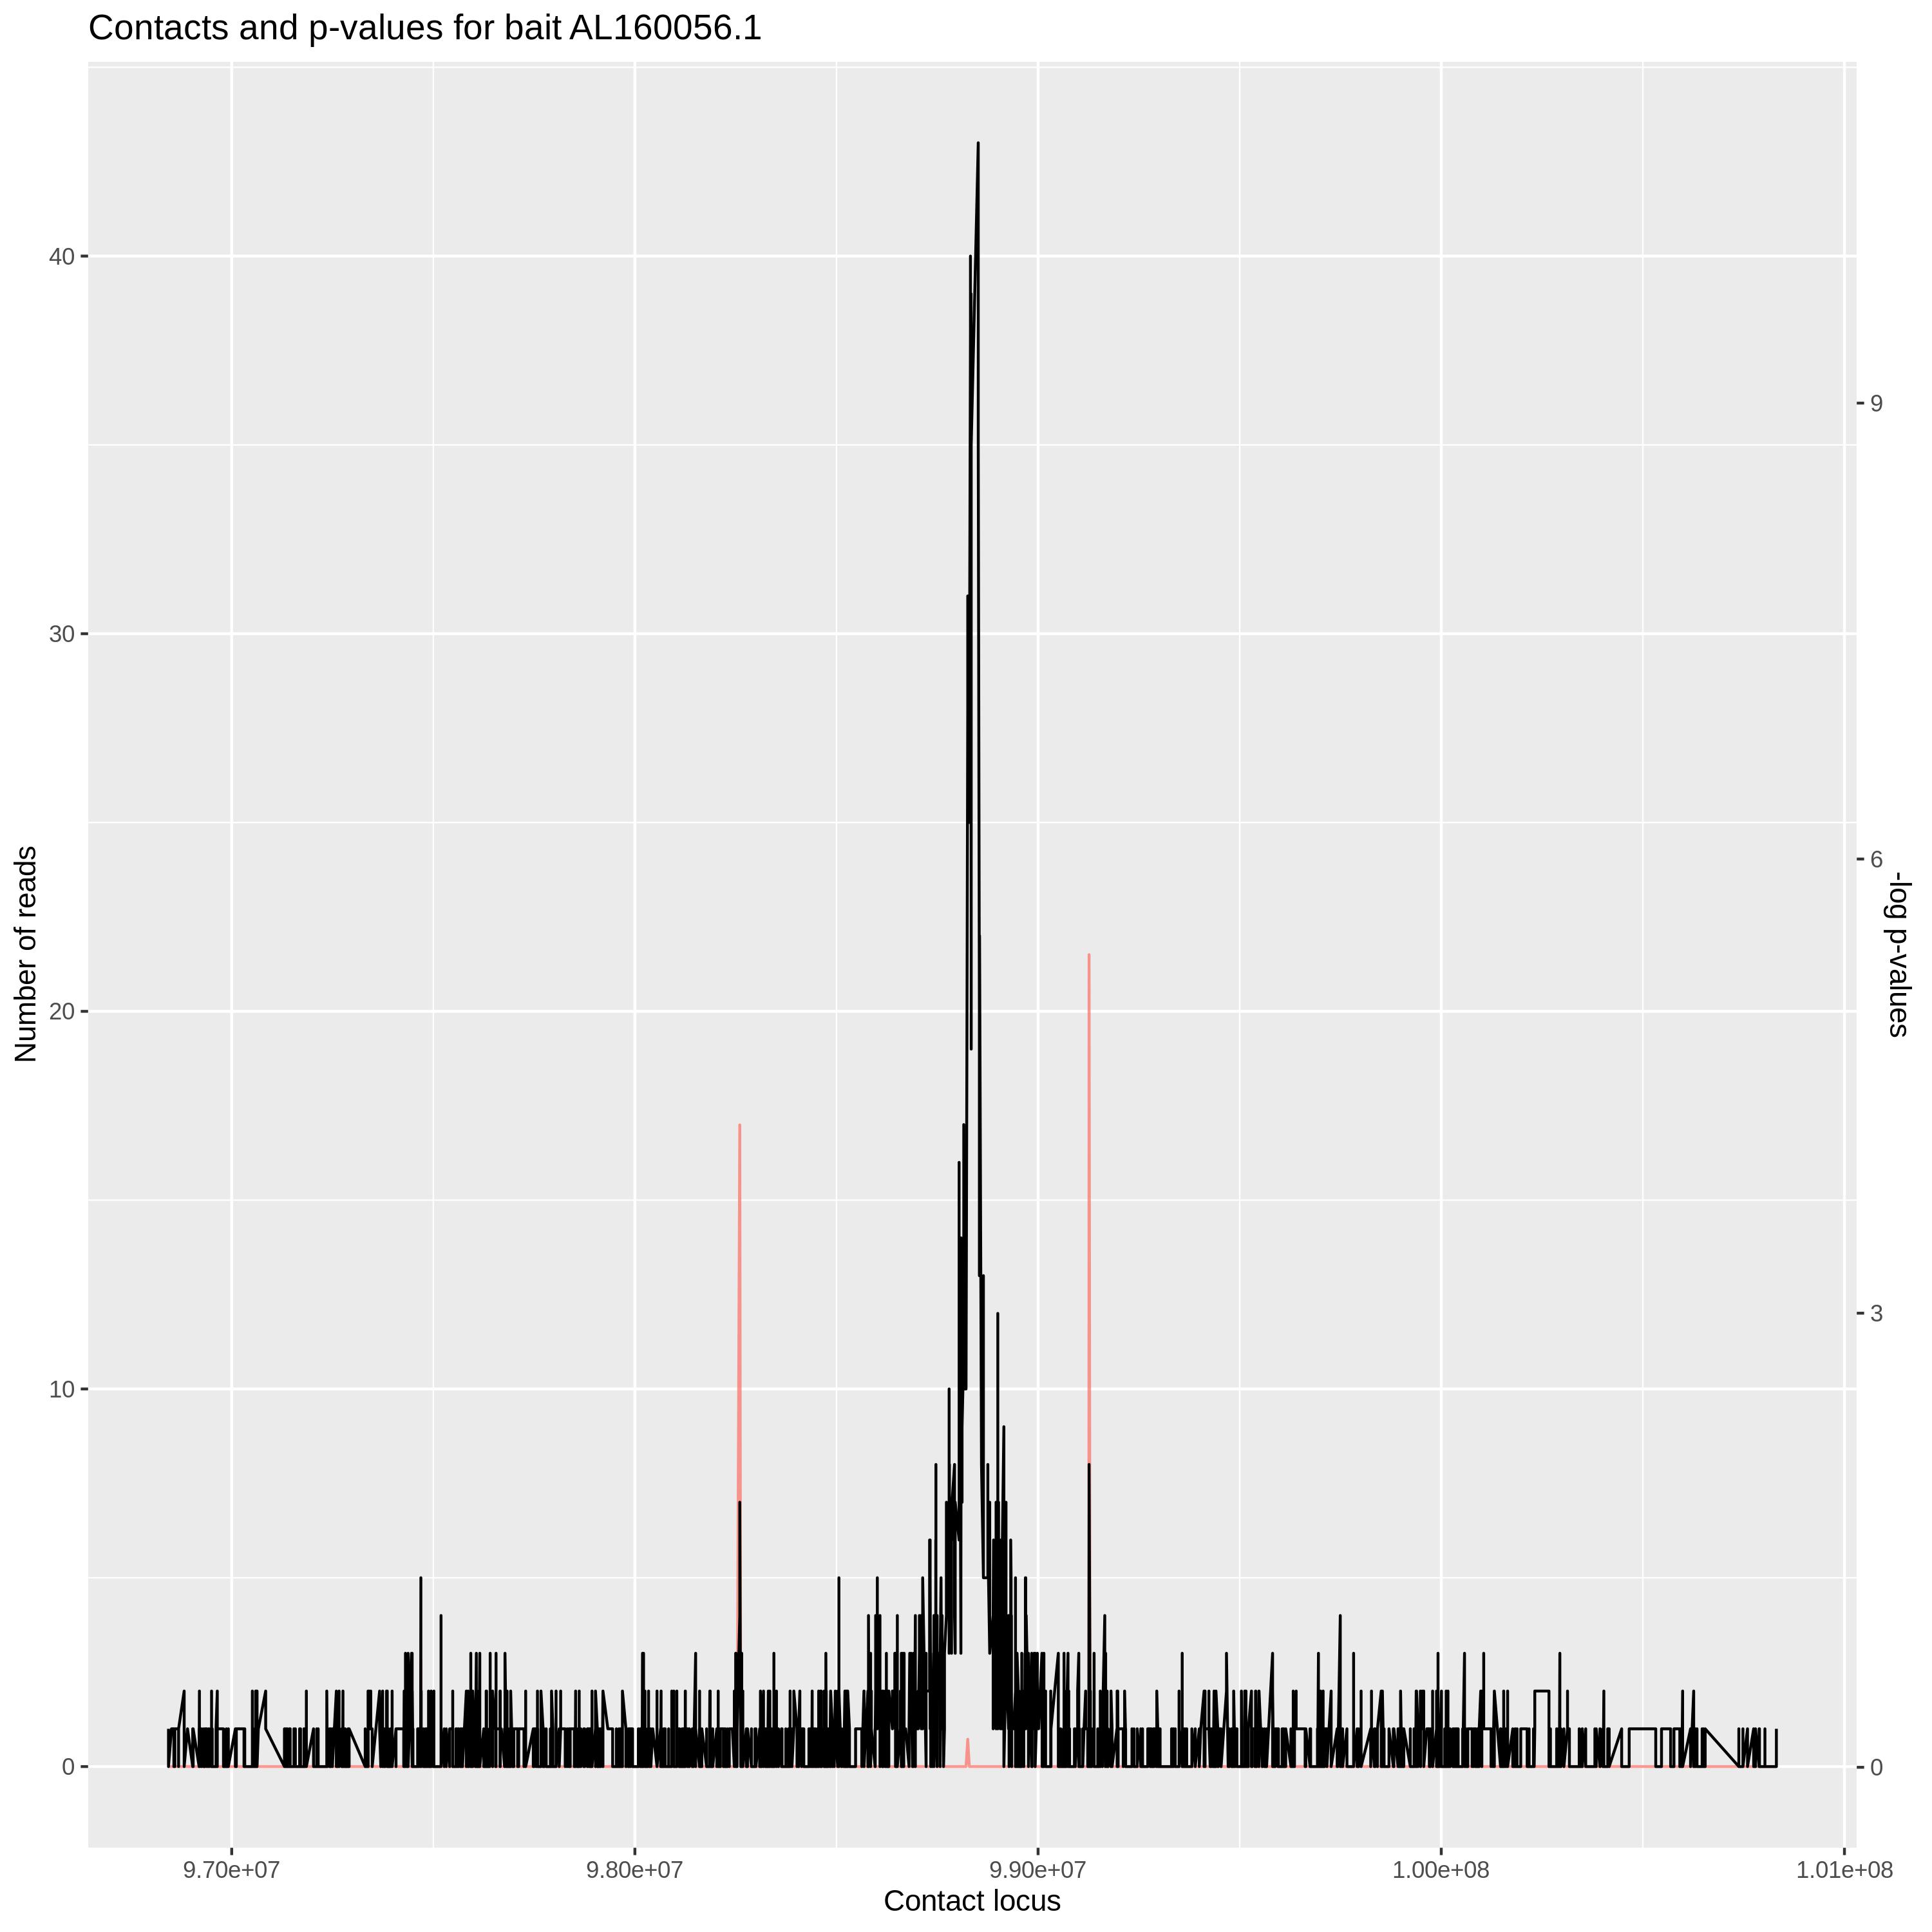 Contacts and p-values for bait AL160056.1
Number of reads
40
30
20
10
0
9
6
3
0
-log p-values
9.70e+07 9.80e+07 9.90e+07 1.00e+08 1.01e+08
Contact locus